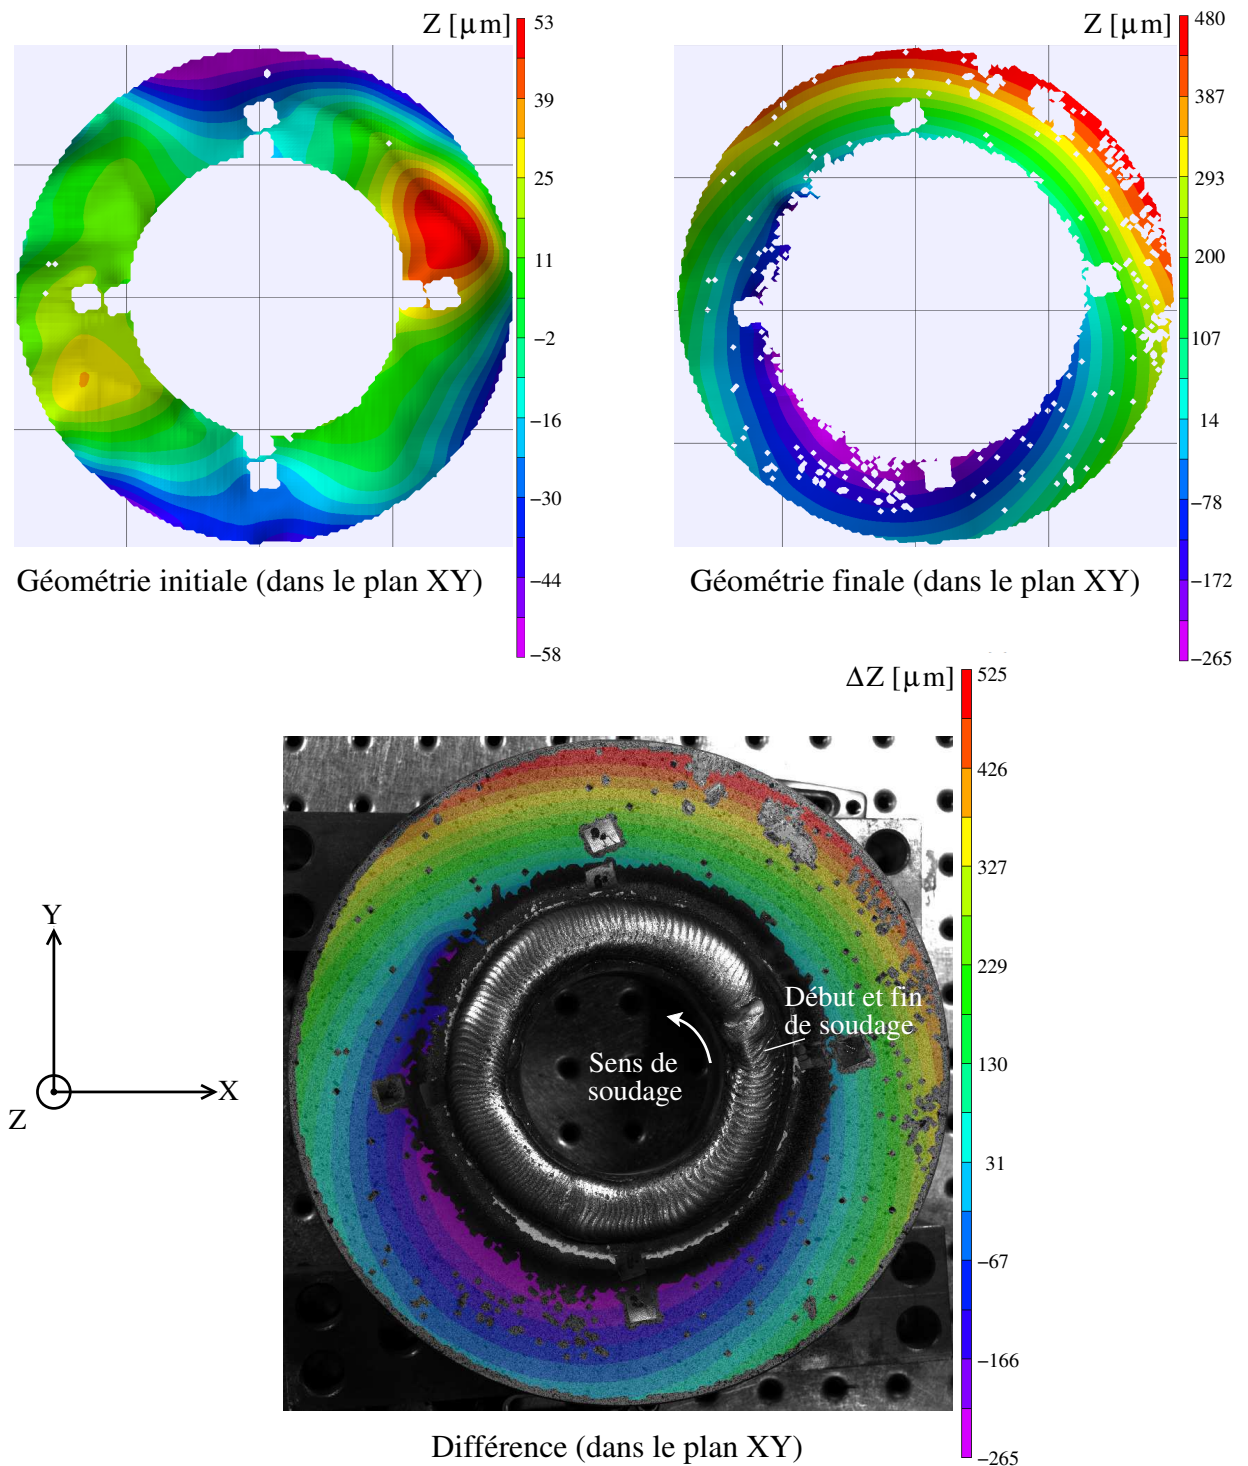 Z [µm]
53
39
25
11
−2
−16
−30
−44
−58
Géométrie initiale (dans le plan XY)
Z [µm]
480
387
293
200
107
14
−78
−172
−265
Géométrie finale (dans le plan XY)
ΔZ [µm]
525
426
327
229
130
31
−67
−166
−265
Y
X
Z
Début et fin
de soudage
Sens de
soudage
Différence (dans le plan XY)